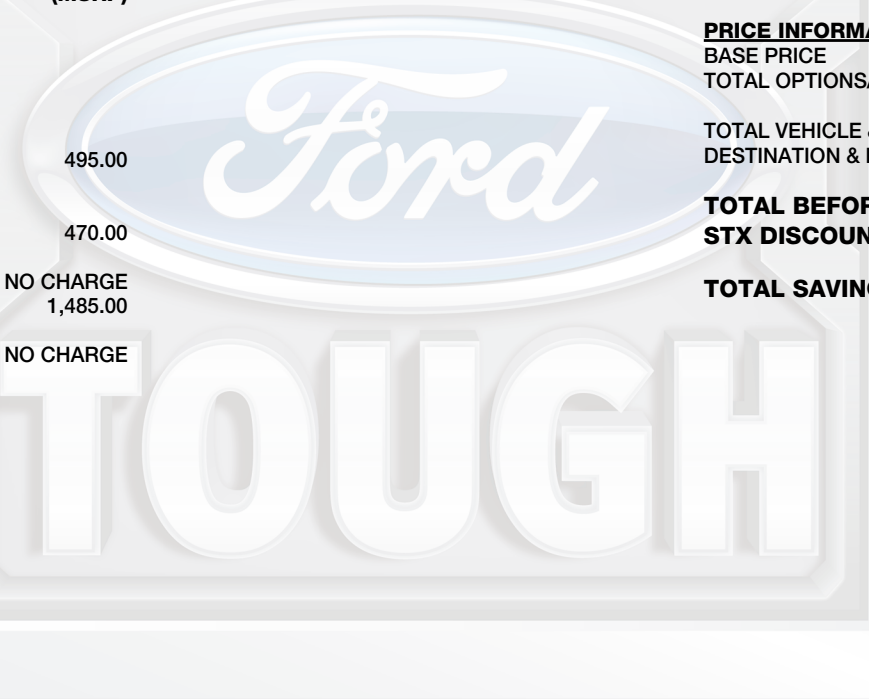 PRICE INFORMA
BASE PRICE
TOTAL OPTIONS
495.00
TOTAL VEHICLE
DESTINATION &
TOTAL BEFOR
470.00
STX DISCOUN
NO CHARGE
TOTAL SAVIN
1,485.00
NO CHARGE
Ford
TOUGH